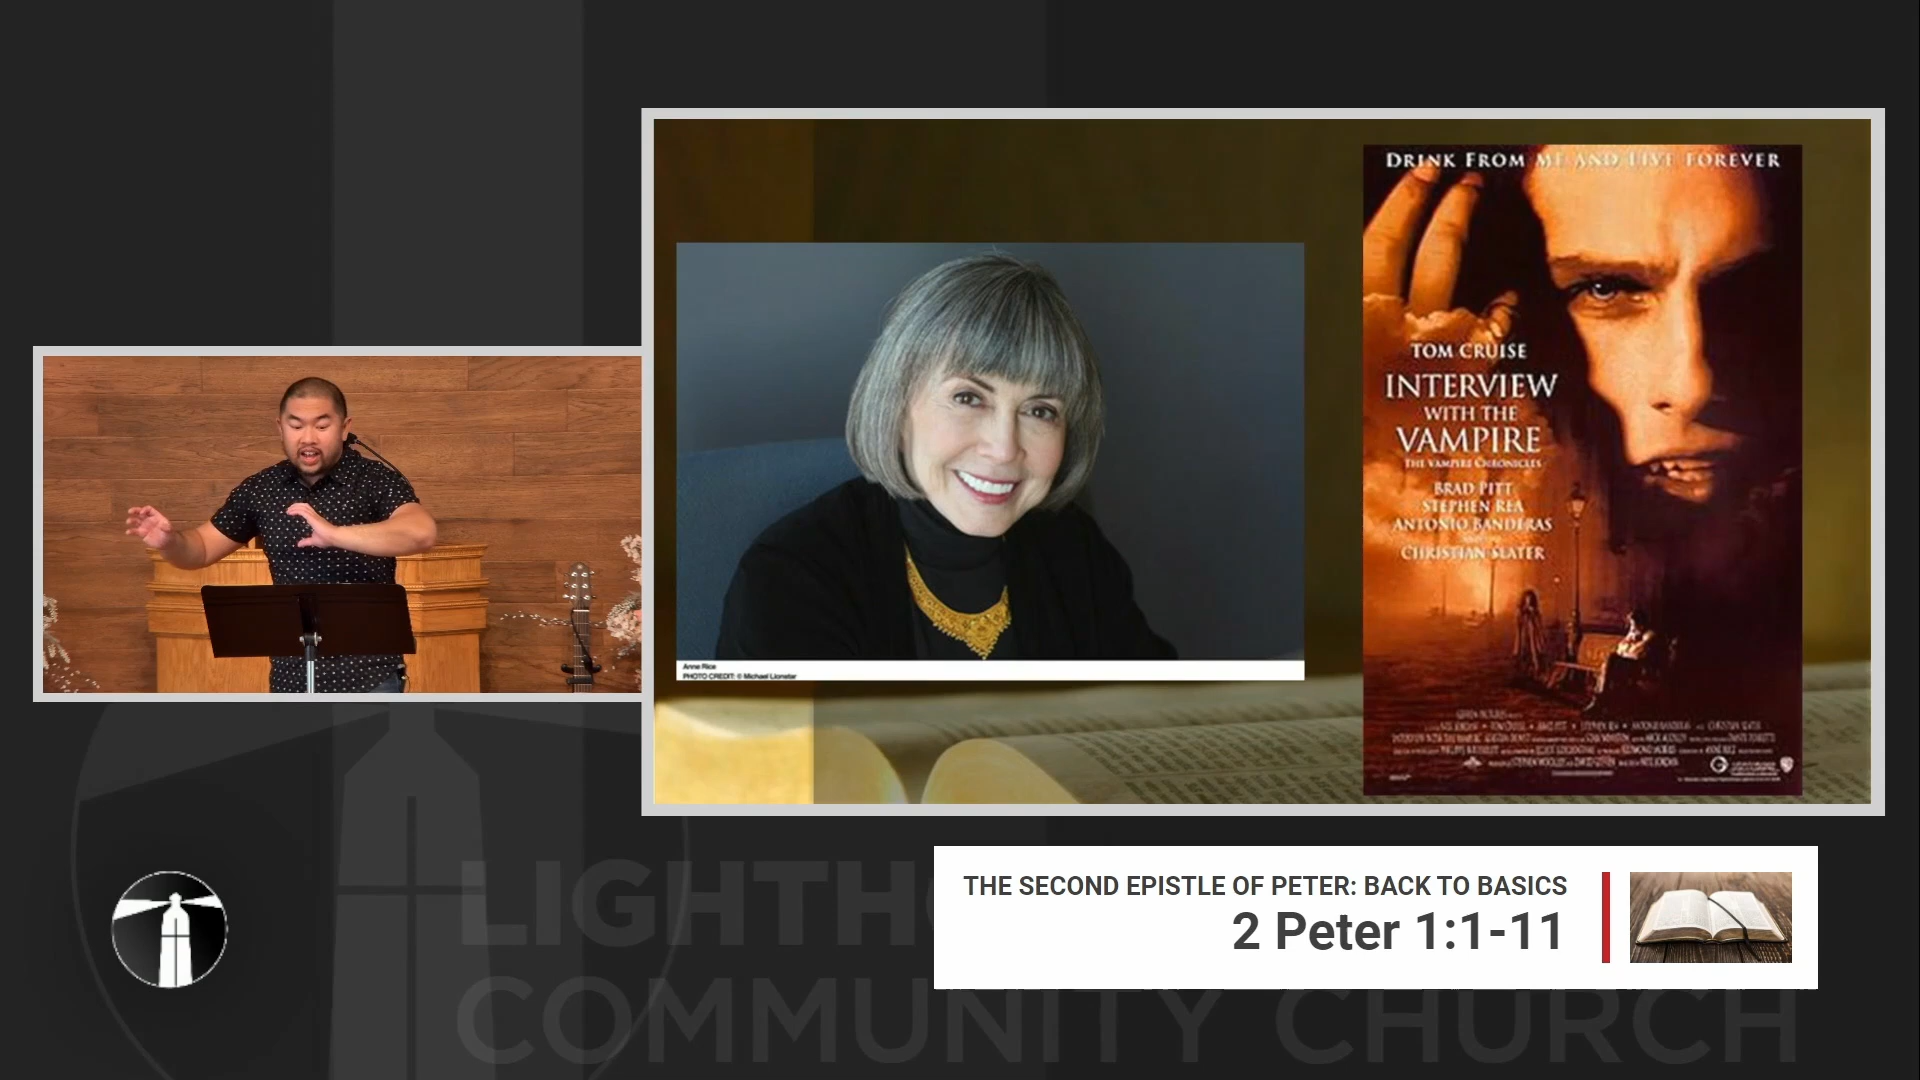 DRINK FROM ME AND LIVE FOREVER
TOM CRUISE
INTERVIEW
WITH THE
VAMPIRE
THE VAMPIRE CHRONICLES
BRAD PITT
STEPHEN REA
ANTONIO BANDERAS
CHRISTIAN SLATER
Anne Rice
PHOTO CREDIT: © Michael Lionstar
THE SECOND EPISTLE OF PETER: BACK TO BASICS
2 Peter 1:1-11
COMMUNITY CHURCH